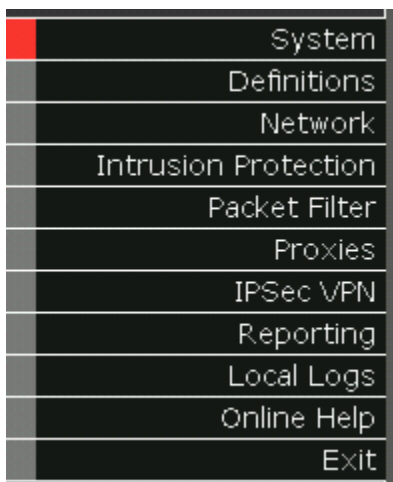 System
Definitions
Network
Intrusion Protection
Packet Filter
Proxies
IPSec VPN
Reporting
Local Logs
Online Help
Exit